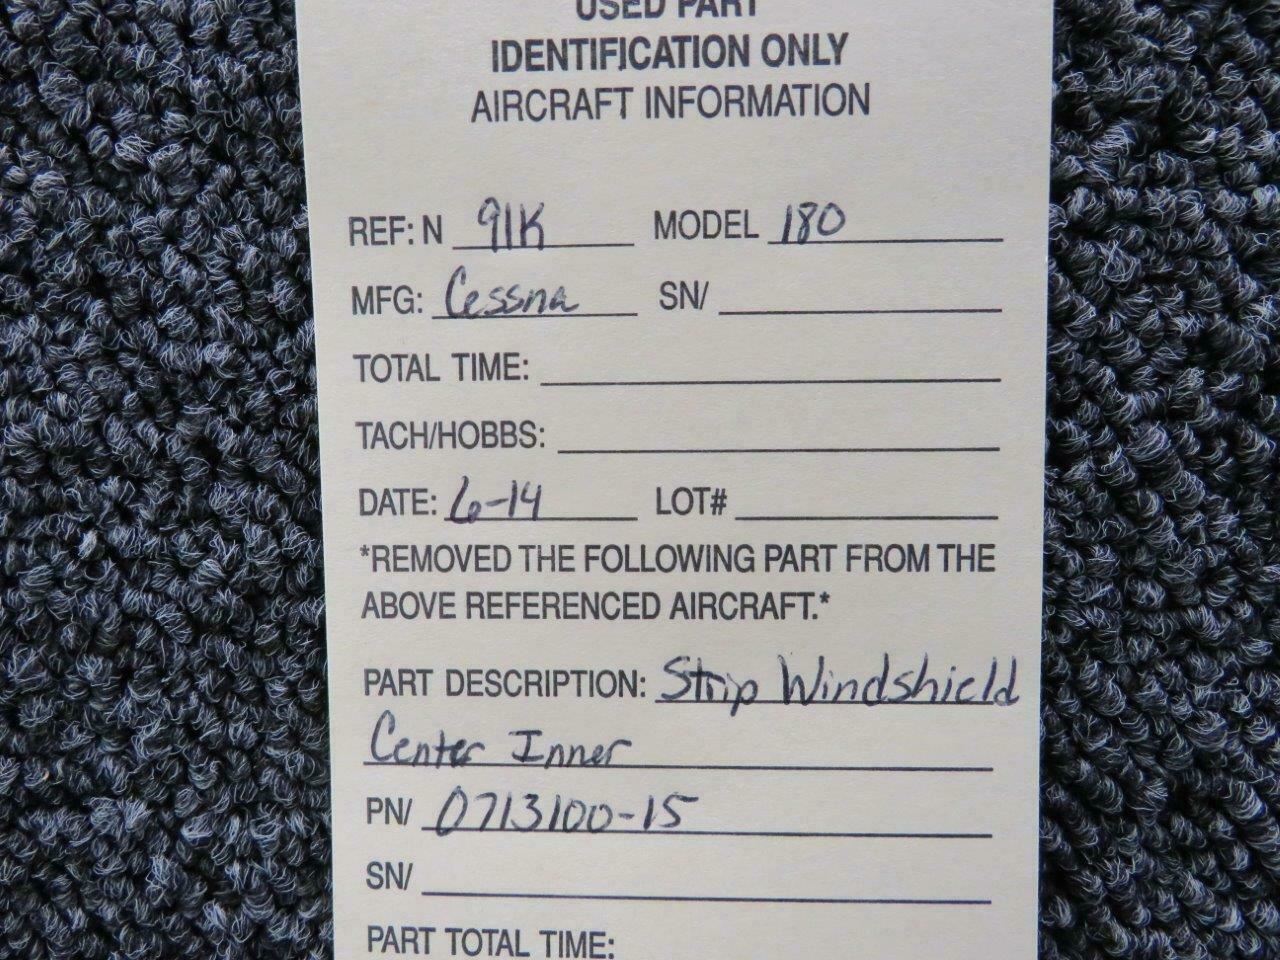 USED PART
IDENTIFICATION ONLY
AIRCRAFT INFORMATION
REF: N 91K MODEL 180
MFG: Cessna SN/
TOTAL TIME:
TACH/HOBBS:
DATE: 6-14 LOT#
*REMOVED THE FOLLOWING PART FROM THE
ABOVE REFERENCED AIRCRAFT.*
PART DESCRIPTION: Strip Windshield
Center Inner
PN/ 0713100-15
SN/
PART TOTAL TIME: